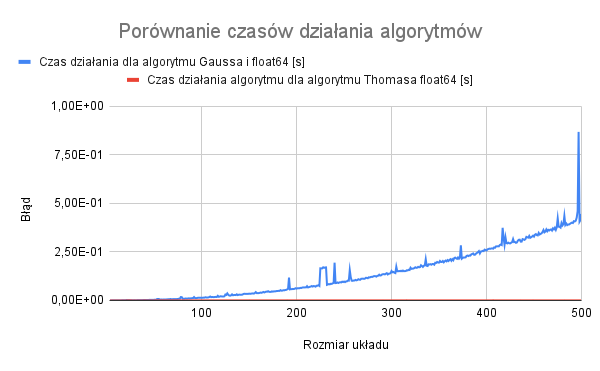 Porównanie czasów działania algorytmów
Czas działania dla algorytmu Gaussa i float64 [s]
Czas działania algorytmu dla algorytmu Thomasa float64 [s]
1,00E+00
7,50E-01
5,00E-01
2,50E-01
0,00E+00
Błąd
100
200
300
400
500
Rozmiar układu